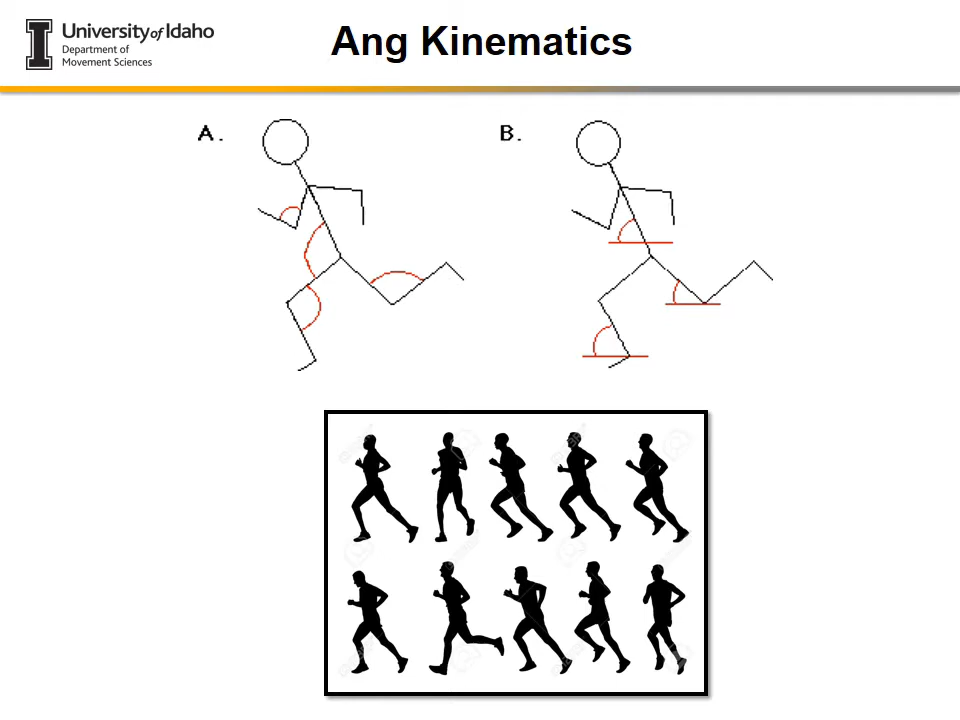 University of Idaho
Department of
Movement Sciences
Ang Kinematics
A.
B.